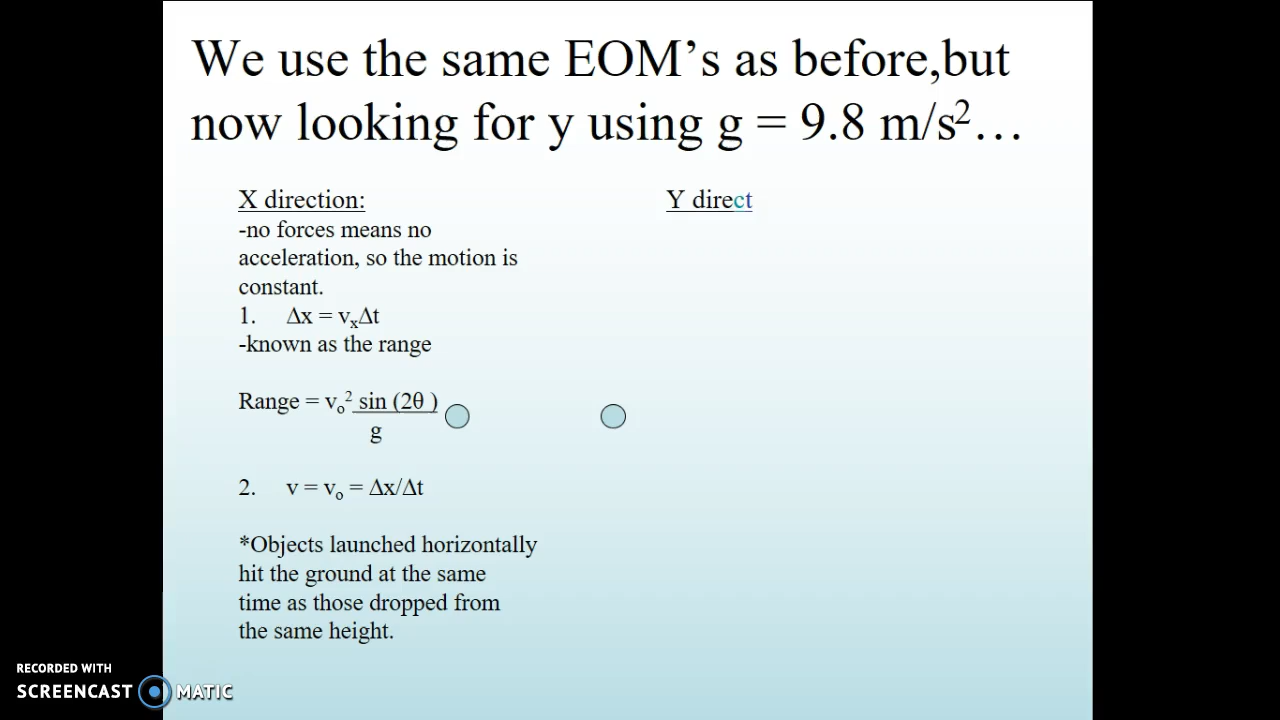 We use the same EOM’s as before,but
now looking for y using g = 9.8 m/s²…
X direction:
-no forces means no
acceleration, so the motion is
constant.
1. Δx = vₓΔt
-known as the range
Range = vₒ² sin (2θ )
g
2. v = vₒ = Δx/Δt
*Objects launched horizontally
hit the ground at the same
time as those dropped from
the same height.
Y direct
RECORDED WITH
SCREENCAST MATIC